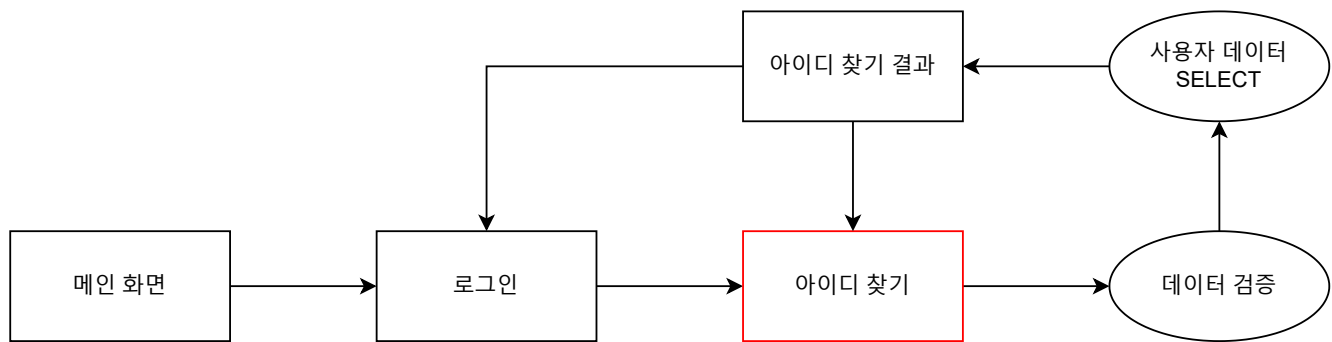 아이디 찾기 결과
사용자 데이터
SELECT
메인 화면
로그인
아이디 찾기
데이터 검증